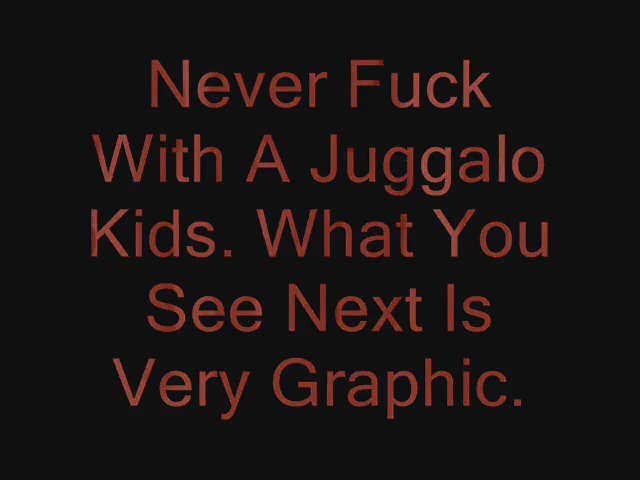 Never Fuck
With A Juggalo
Kids. What You
See Next Is
Very Graphic.